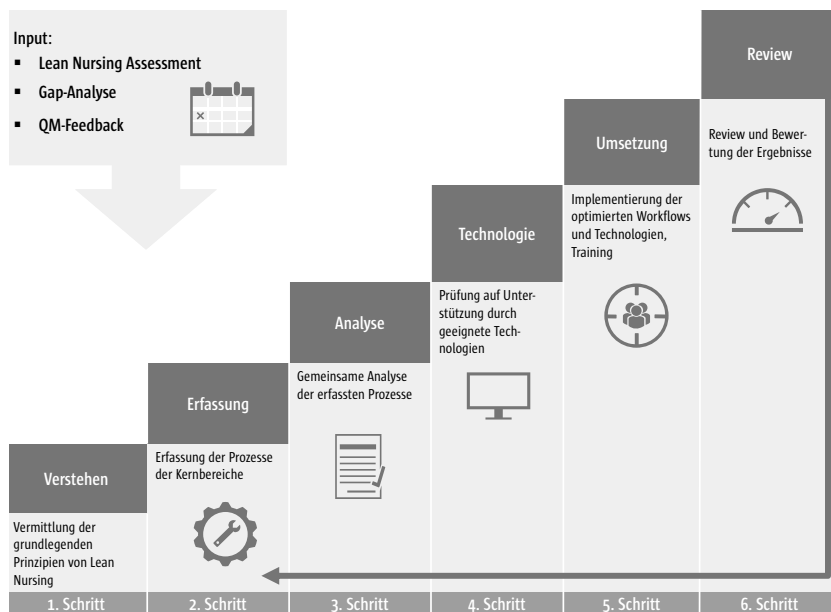 Input:
▪ Lean Nursing Assessment
▪ Gap-Analyse
▪ QM-Feedback
Verstehen
Vermittlung der
grundlegenden
Prinzipien von Lean
Nursing
1. Schritt
Erfassung
Erfassung der Prozesse
der Kernbereiche
2. Schritt
Analyse
Gemeinsame Analyse
der erfassten Prozesse
3. Schritt
Technologie
Prüfung auf Unter-
stützung durch
geeignete Tech-
nologien
4. Schritt
Umsetzung
Implementierung der
optimierten Workflows
und Technologien,
Training
5. Schritt
Review
Review und Bewer-
tung der Ergebnisse
6. Schritt